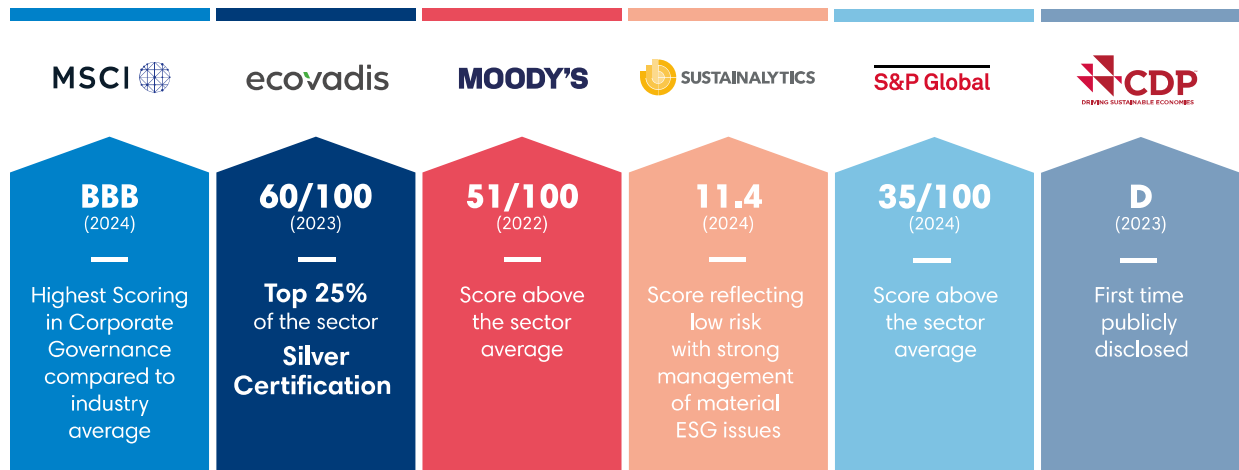 MSCI
BBB
(2024)
Highest Scoring
in Corporate
Governance
compared to
industry
average
ecovadis
60/100
(2023)
Top 25%
of the sector
Silver
Certification
MOODY'S
51/100
(2022)
Score above
the sector
average
SUSTAINALYTICS
11.4
(2024)
Score reflecting
low risk
with strong
management
of material
ESG issues
S&P Global
35/100
(2024)
Score above
the sector
average
CDP
DRIVING SUSTAINABLE ECONOMIES
D
(2023)
First time
publicly
disclosed